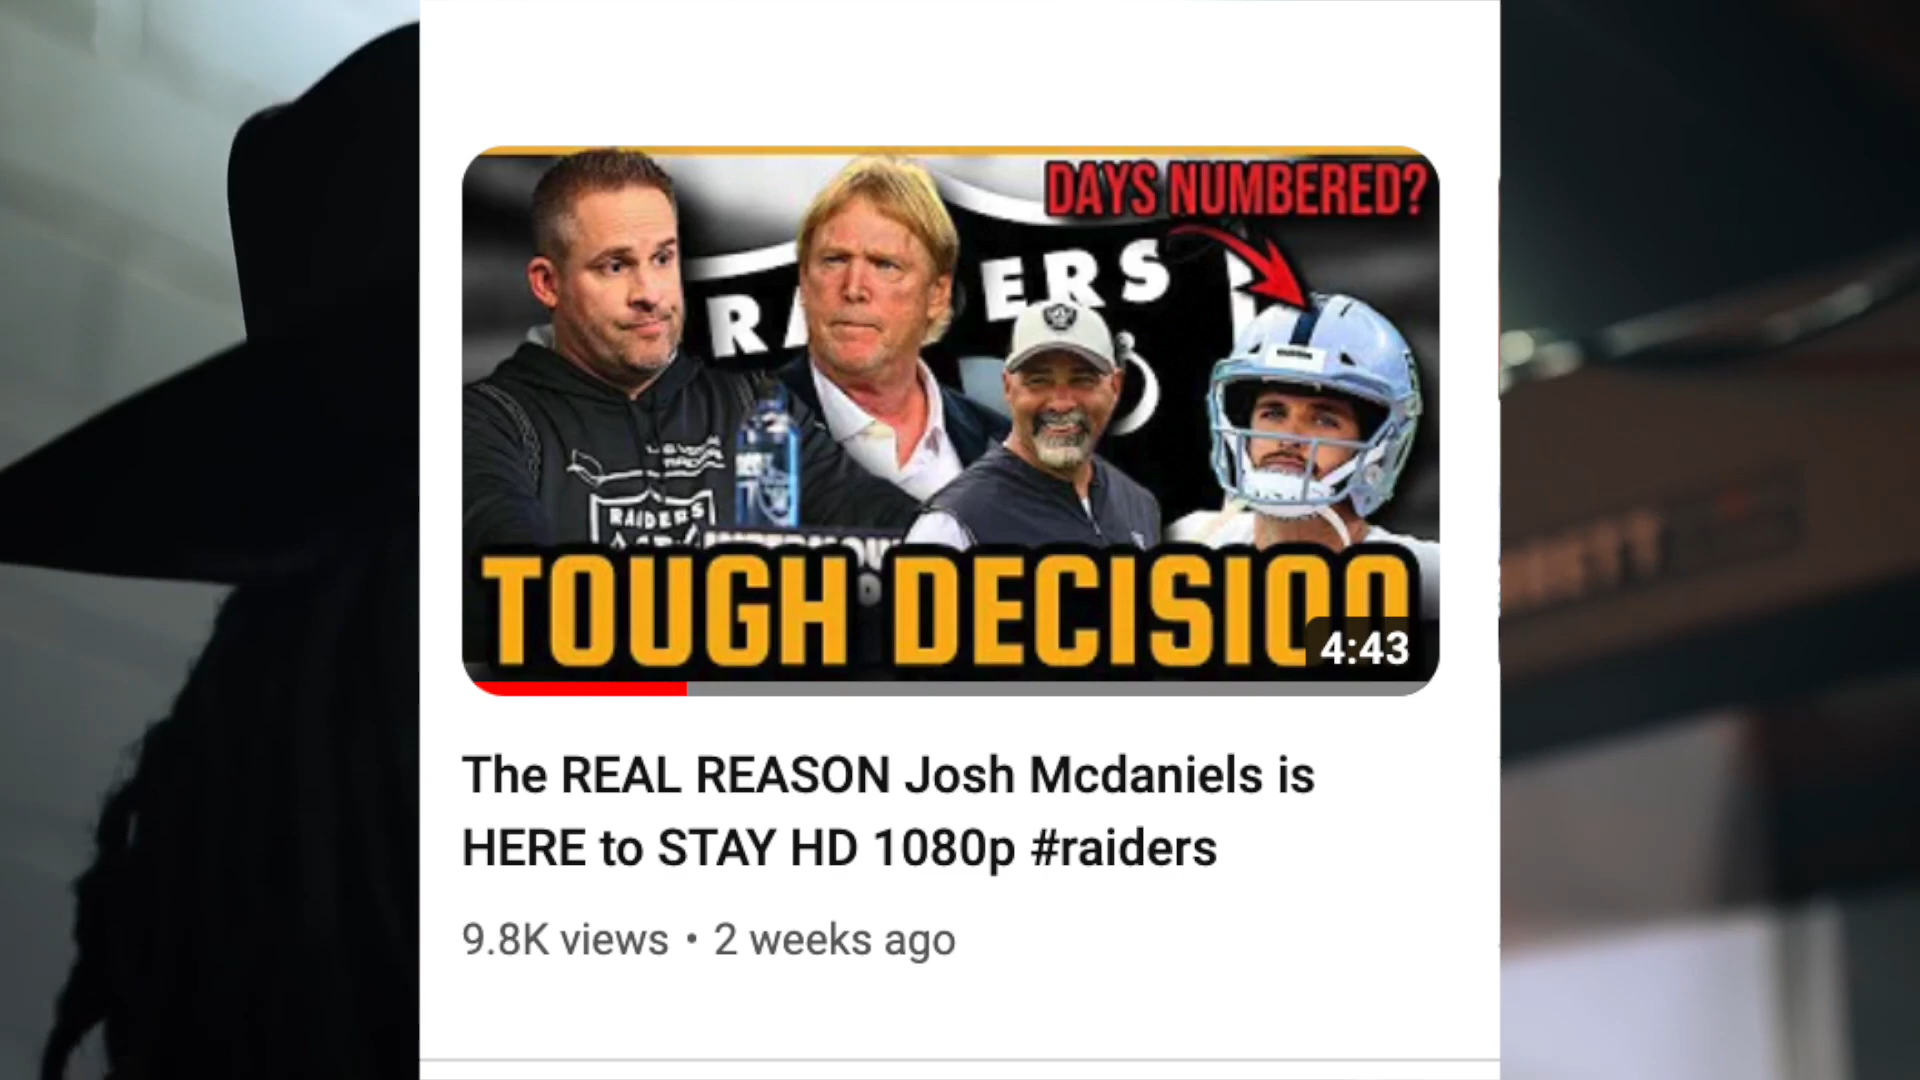 DAYS NUMBERED?
RAIDERS
TOUGH DECISION
4:43
The REAL REASON Josh Mcdaniels is
HERE to STAY HD 1080p #raiders
9.8K views • 2 weeks ago